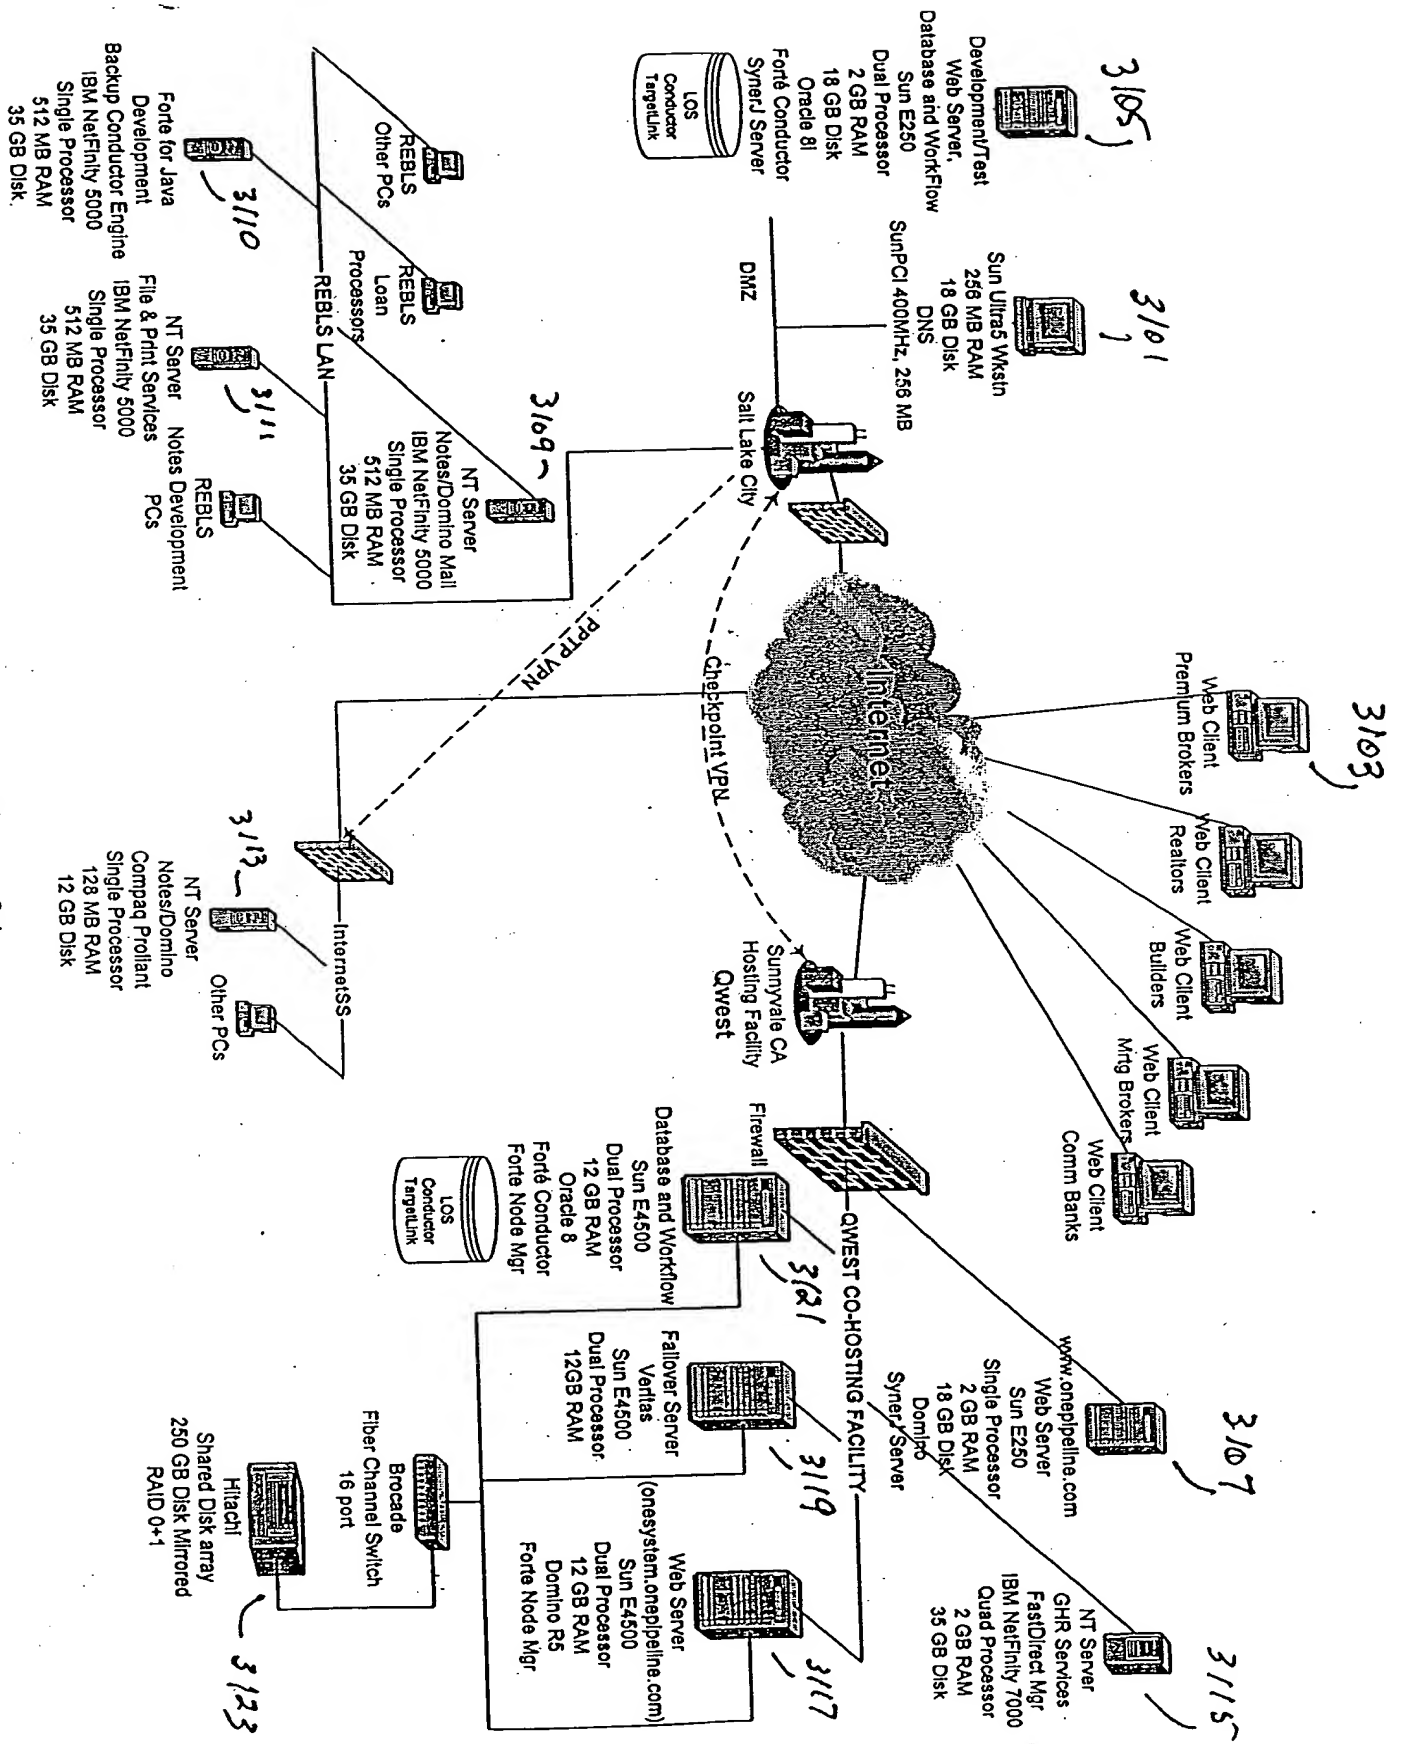 3103
Web Client
Premium Brokers
Web Client
Realtors
Web Client
Builders
Web Client
Mrtg Brokers
Web Client
Comm Banks
3105
Development/Test
Web Server,
Database and WorkFlow
Sun E250
Dual Processor
2 GB RAM
18 GB Disk
Oracle 8i
Forté Conductor
SynerJ Server
LOS
Conductor
TargetLink
3101
Sun Ultra5 Wkstn
256 MB RAM
18 GB Disk
DNS
SunPCI 400MHz, 256 MB
DMZ
Salt Lake City
Internet
Checkpoint VPN
PPTP VPN
Sunnyvale CA
Hosting Facility
Qwest
3107
www.onepipeline.com
Web Server
Sun E250
Single Processor
2 GB RAM
18 GB Disk
Domino
SynerJ Server
3115
NT Server
GHR Services
FastDirect Mgr
IBM NetFinity 7000
Quad Processor
2 GB RAM
35 GB Disk
Firewall
QWEST CO-HOSTING FACILITY
3121
Database and Workflow
Sun E4500
Dual Processor
12 GB RAM
Oracle 8
Forté Conductor
Forte Node Mgr
LOS
Conductor
TargetLink
3119
Failover Server
Veritas
Sun E4500
Dual Processor
12GB RAM
3117
Web Server
(onesystem.onepipeline.com)
Sun E4500
Dual Processor
12 GB RAM
Domino R5
Forte Node Mgr
Brocade
Fiber Channel Switch
16 port
3123
Hitachi
Shared Disk array
250 GB Disk Mirrored
RAID 0+1
REBLS
Other PCs
REBLS
Loan
Processors
REBLS LAN
3109
NT Server
Notes/Domino Mail
IBM NetFinity 5000
Single Processor
512 MB RAM
35 GB Disk
3110
Forte for Java
Development
Backup Conductor Engine
IBM NetFinity 5000
Single Processor
512 MB RAM
35 GB Disk.
3111
NT Server
File & Print Services
IBM NetFinity 5000
Single Processor
512 MB RAM
35 GB Disk
REBLS
Notes Development
PCs
InternetSS
3113
NT Server
Notes/Domino
Compaq Proliant
Single Processor
128 MB RAM
12 GB Disk
Other PCs